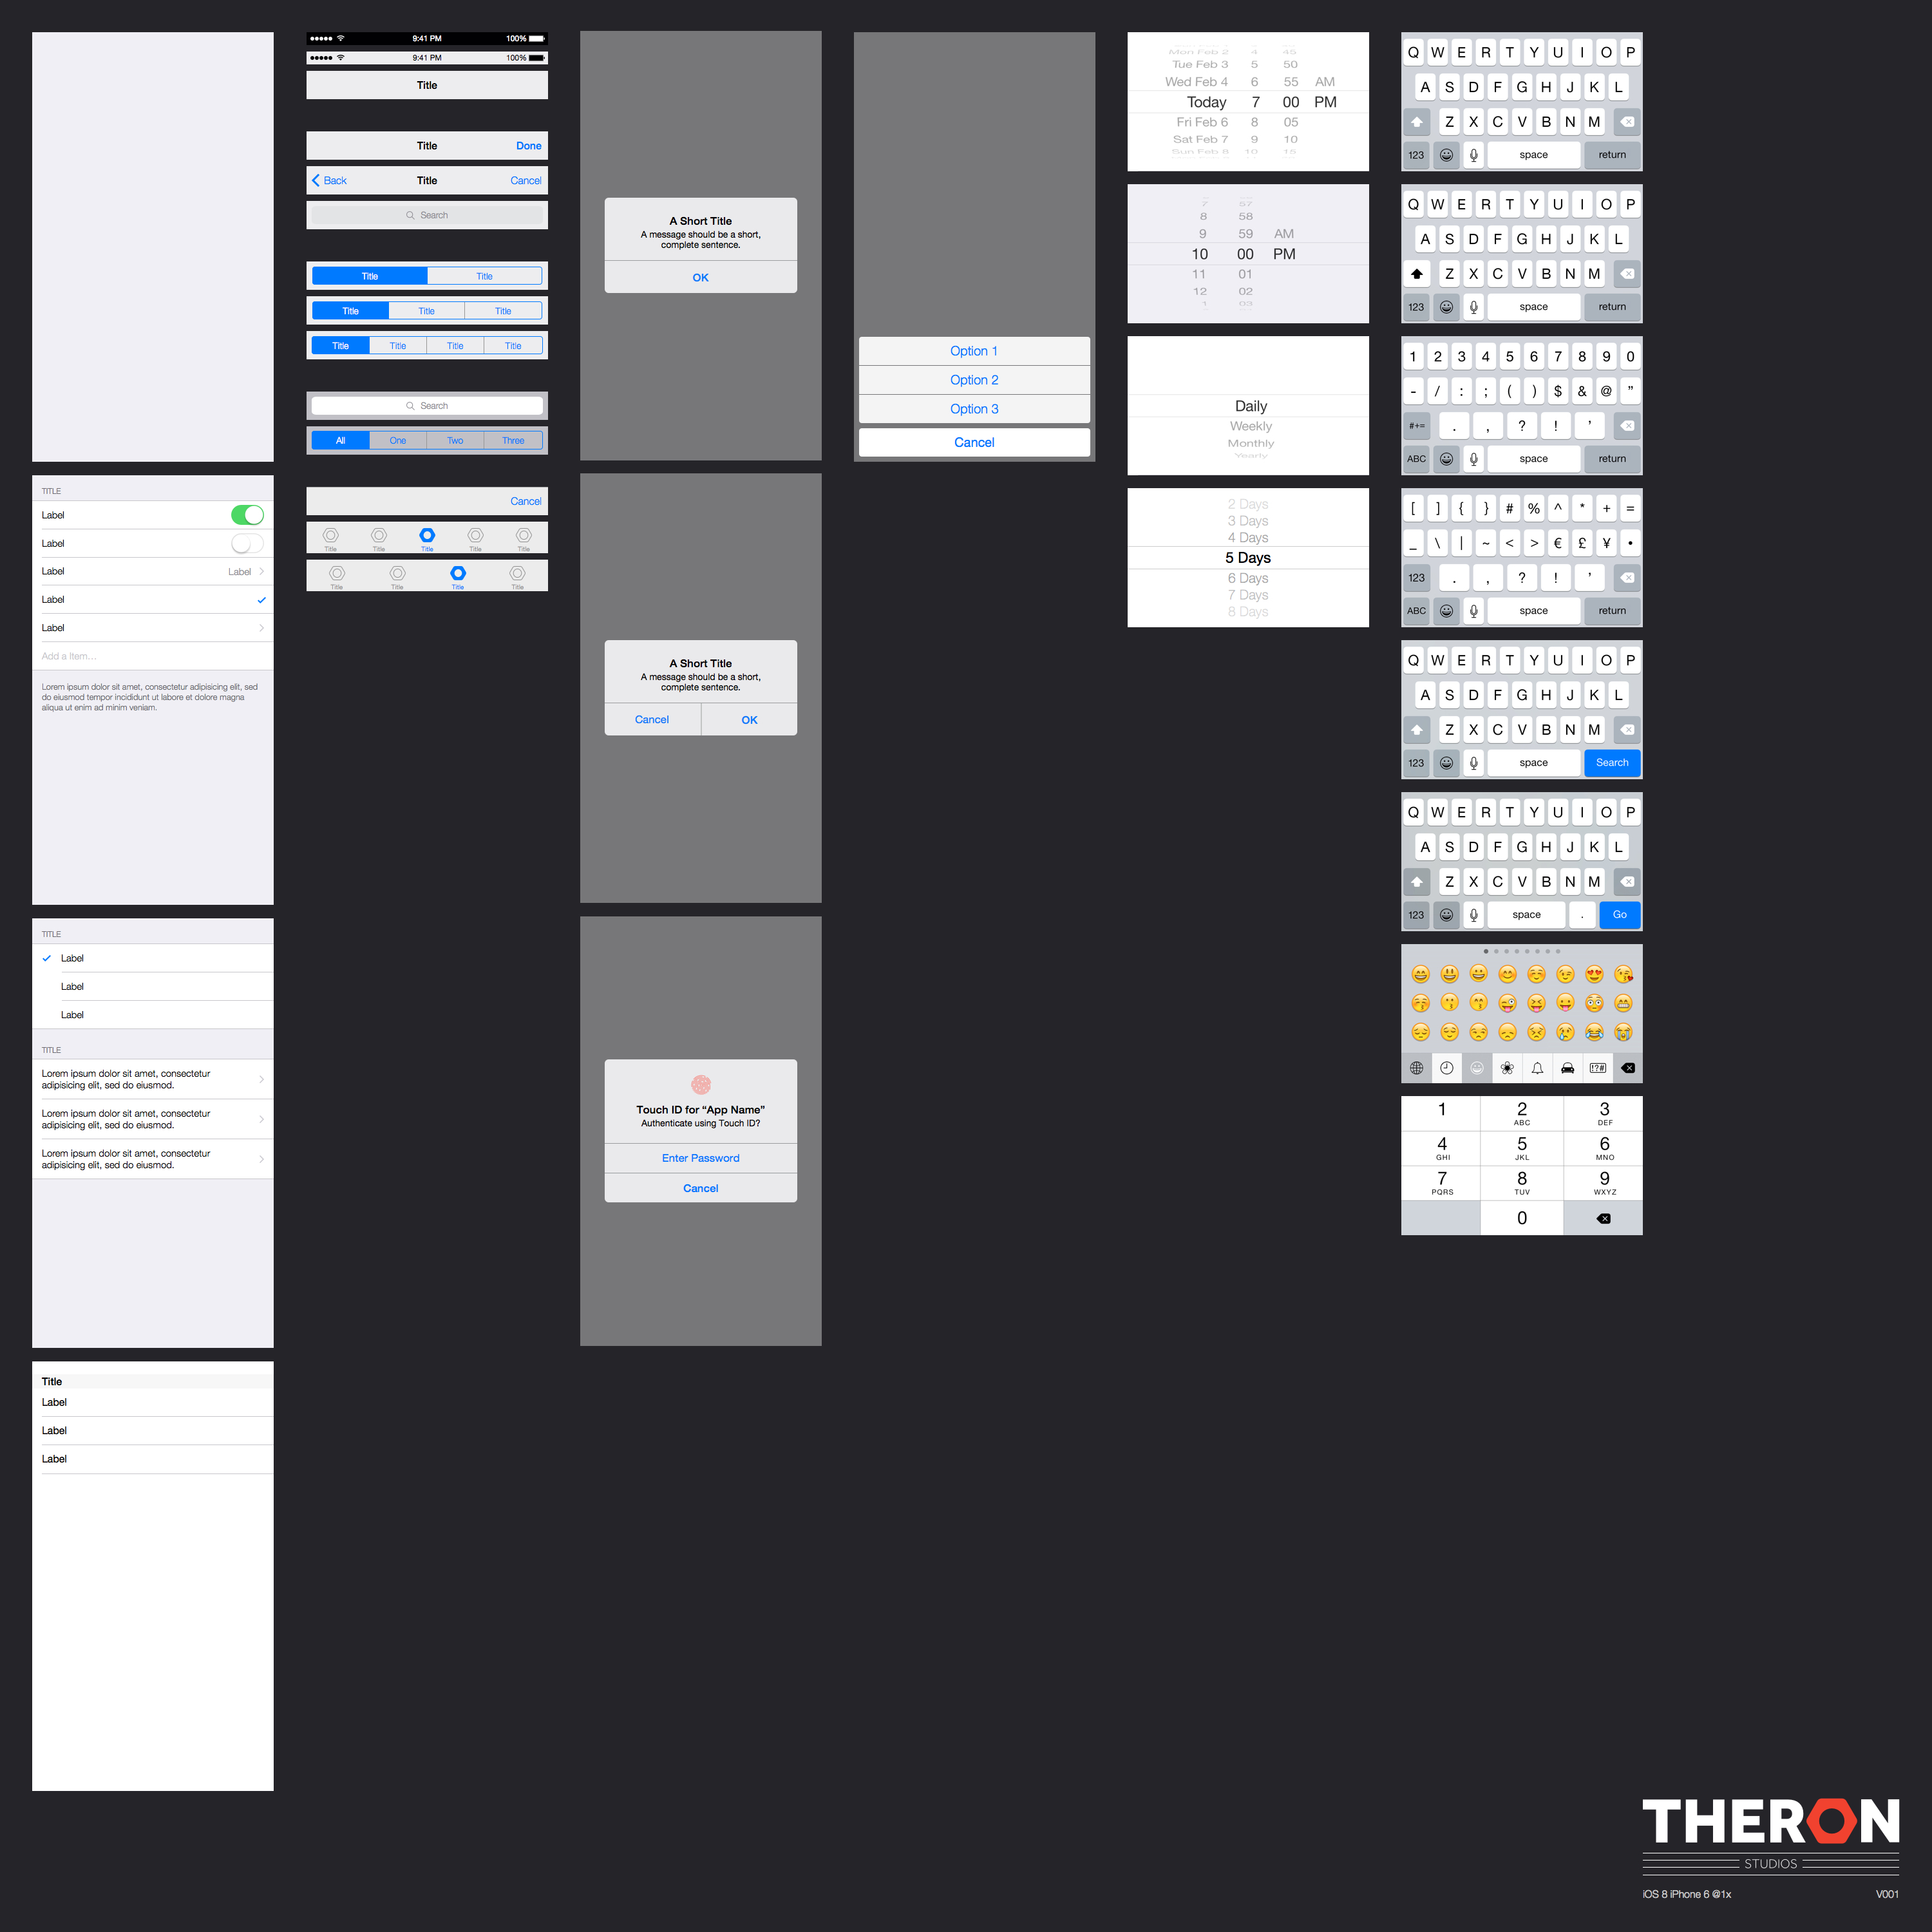 TITLE
Label
Label
Label Label
Label
Label
Add a Item...
Lorem ipsum dolor sit amet, consectetur adipisicing elit, sed
do eiusmod tempor incididunt ut labore et dolore magna
aliqua ut enim ad minim veniam.
TITLE
Label
Label
Label
TITLE
Lorem ipsum dolor sit amet, consectetur
adipisicing elit, sed do eiusmod.
Lorem ipsum dolor sit amet, consectetur
adipisicing elit, sed do eiusmod.
Lorem ipsum dolor sit amet, consectetur
adipisicing elit, sed do eiusmod.
Title
Label
Label
Label
9:41 PM 100%
9:41 PM 100%
Title
Title Done
Back Title Cancel
Search
Title Title
Title Title Title
Title Title Title Title
Search
All One Two Three
Cancel
Title Title Title Title Title
Title Title Title Title
A Short Title
A message should be a short,
complete sentence.
OK
A Short Title
A message should be a short,
complete sentence.
Cancel OK
Touch ID for “App Name”
Authenticate using Touch ID?
Enter Password
Cancel
Option 1
Option 2
Option 3
Cancel
Mon Feb 2 4 45
Tue Feb 3 5 50
Wed Feb 4 6 55 AM
Today 7 00 PM
Fri Feb 6 8 05
Sat Feb 7 9 10
Sun Feb 8 10 15
7 57
8 58
9 59 AM
10 00 PM
11 01
12 02
1 03
Daily
Weekly
Monthly
Yearly
2 Days
3 Days
4 Days
5 Days
6 Days
7 Days
8 Days
Q W E R T Y U I O P
A S D F G H J K L
Z X C V B N M
123 space return
Q W E R T Y U I O P
A S D F G H J K L
Z X C V B N M
123 space return
1 2 3 4 5 6 7 8 9 0
- / : ; ( ) $ & @ ”
#+= . , ? ! ’
ABC space return
[ ] { } # % ^ * + =
_ \ | ~ < > € £ ¥ •
123 . , ? ! ’
ABC space return
Q W E R T Y U I O P
A S D F G H J K L
Z X C V B N M
123 space Search
Q W E R T Y U I O P
A S D F G H J K L
Z X C V B N M
123 space . Go
!?#
1 2 3
ABC DEF
4 5 6
GHI JKL MNO
7 8 9
PQRS TUV WXYZ
0
THERON
STUDIOS
iOS 8 iPhone 6 @1x V001